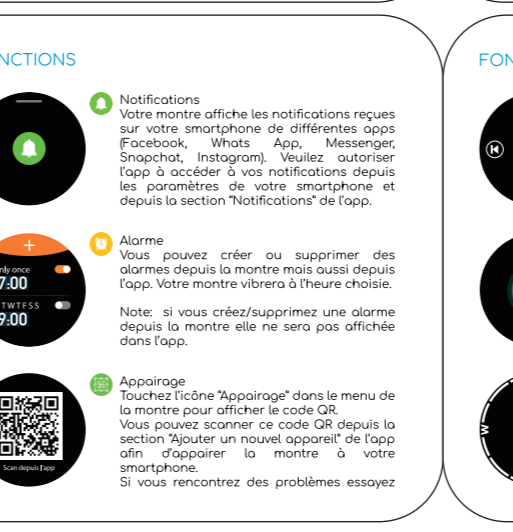 NCTIONS
Notifications
Votre montre affiche les notifications reçues
sur votre smartphone de différentes apps
(Facebook, Whats App, Messenger,
Snapchat, Instagram). Veuilez autoriser
l'app à accéder à vos notifications depuis
les paramètres de votre smartphone et
depuis la section "Notifications" de l'app.
+
nly once
7:00
TWTFSS
9:00
Alarme
Vous pouvez créer ou supprimer des
alarmes depuis la montre mais aussi depuis
l'app. Votre montre vibrera à l'heure choisie.
Note: si vous créez/supprimez une alarme
depuis la montre elle ne sera pas affichée
dans l'app.
Scan depuis l'app
Appairage
Touchez l'icône "Appairage" dans le menu de
la montre pour afficher le code QR.
Vous pouvez scanner ce code QR depuis la
section "Ajouter un nouvel appareil" de l'app
afin d'appairer la montre à votre
smartphone.
Si vous rencontrez des problèmes essayez
FON
W